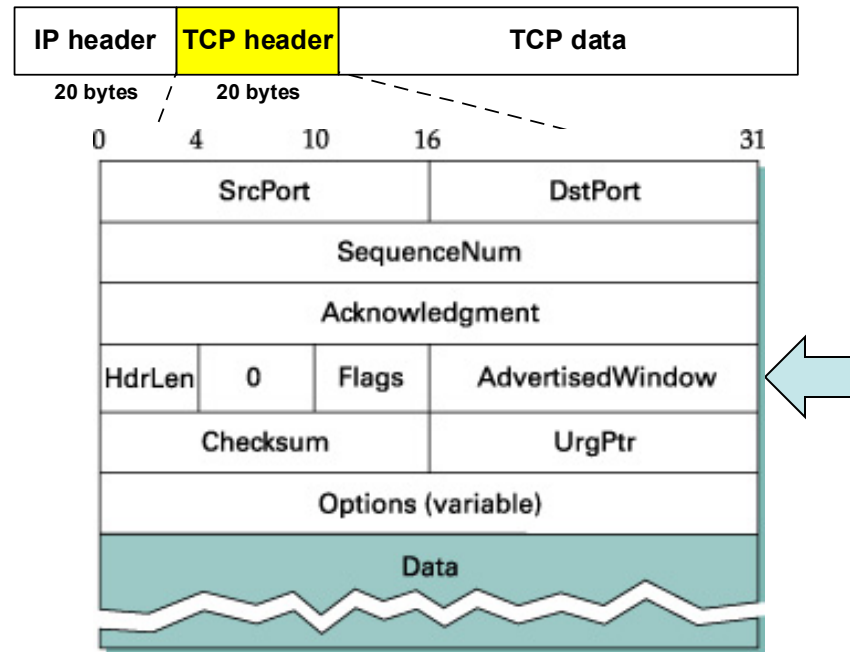 IP header TCP header TCP data
20 bytes 20 bytes
0 4 10 16 31
SrcPort DstPort
SequenceNum
Acknowledgment
HdrLen 0 Flags AdvertisedWindow
Checksum UrgPtr
Options (variable)
Data